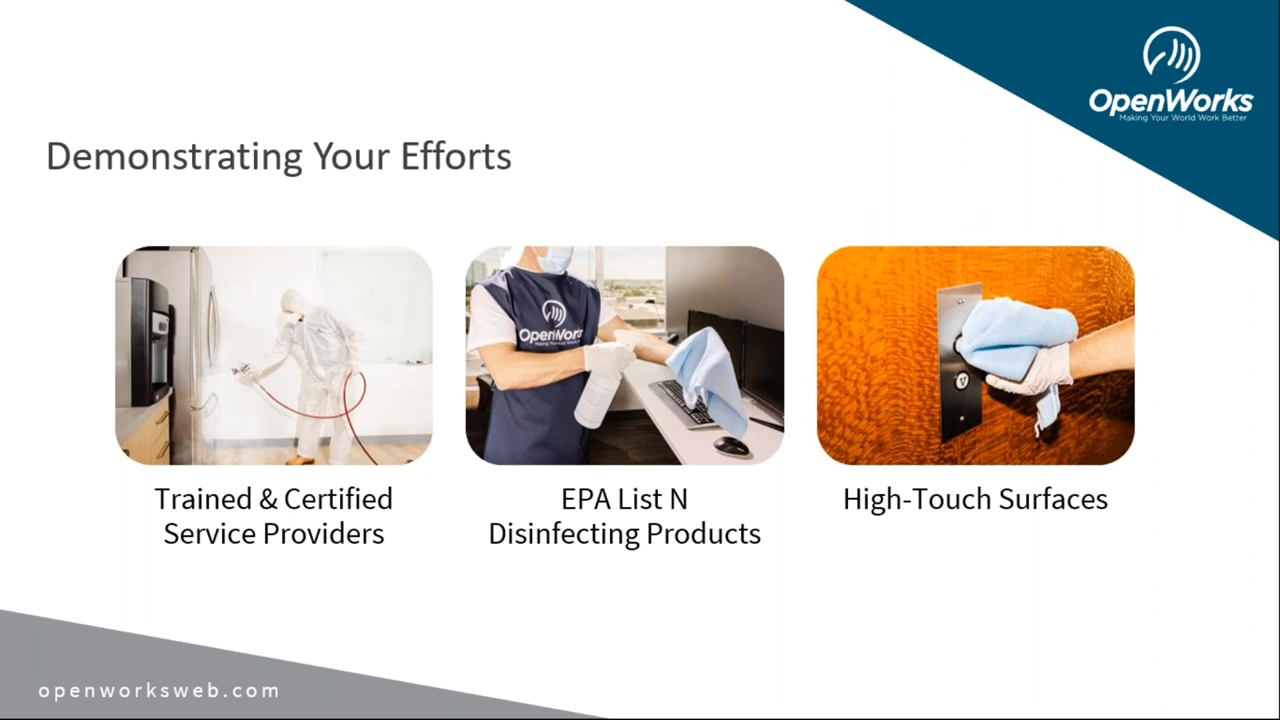 OpenWorks
Making Your World Work Better
Demonstrating Your Efforts
OpenWorks
Trained & Certified
Service Providers
EPA List N
Disinfecting Products
High-Touch Surfaces
openworksweb.com